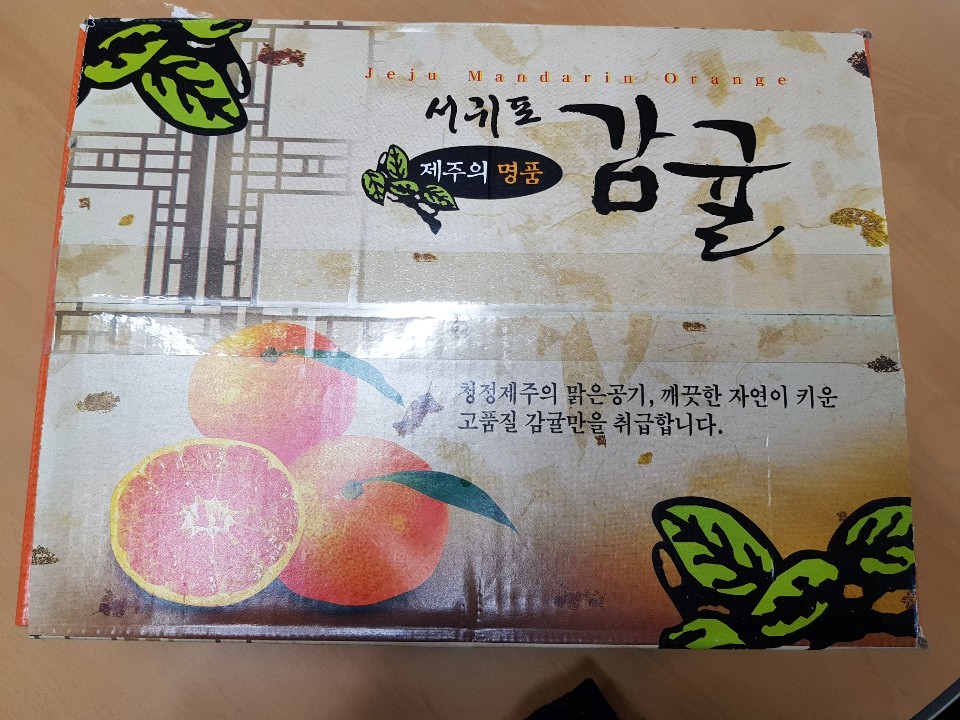 Jeju Mandarin Orange
서귀포
감귤
제주의 명품
청정제주의 맑은공기, 깨끗한 자연이 키운
고품질 감귤만을 취급합니다.